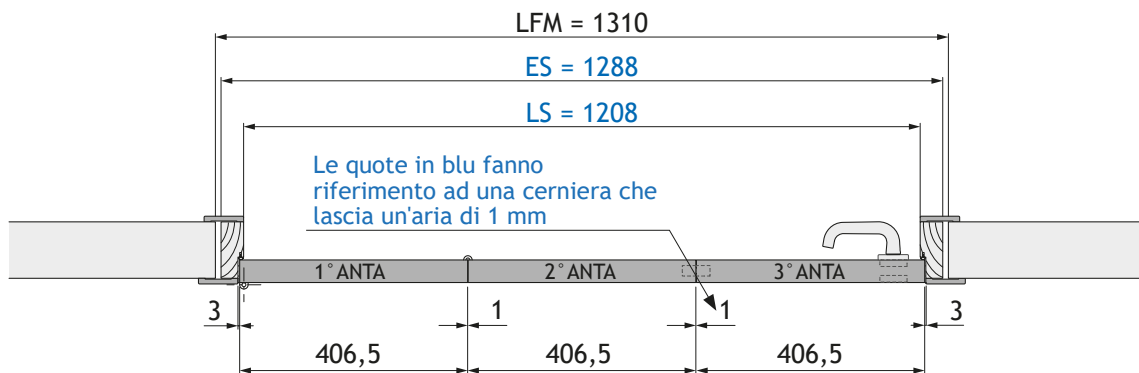 LFM = 1310
ES = 1288
LS = 1208
Le quote in blu fanno
riferimento ad una cerniera che
lascia un'aria di 1 mm
1° ANTA 2° ANTA 3° ANTA
3 1 1 3
406,5 406,5 406,5